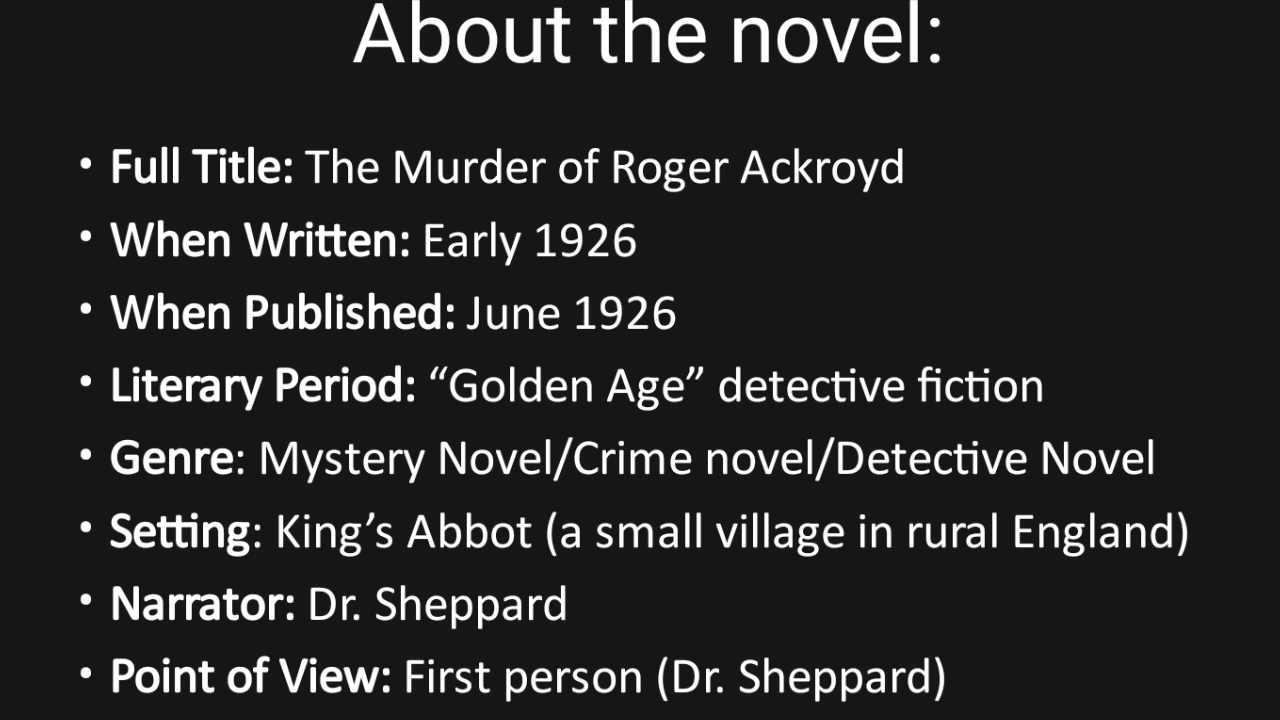 About the novel:
• Full Title: The Murder of Roger Ackroyd
• When Written: Early 1926
• When Published: June 1926
• Literary Period: “Golden Age” detective fiction
• Genre: Mystery Novel/Crime novel/Detective Novel
• Setting: King’s Abbot (a small village in rural England)
• Narrator: Dr. Sheppard
• Point of View: First person (Dr. Sheppard)